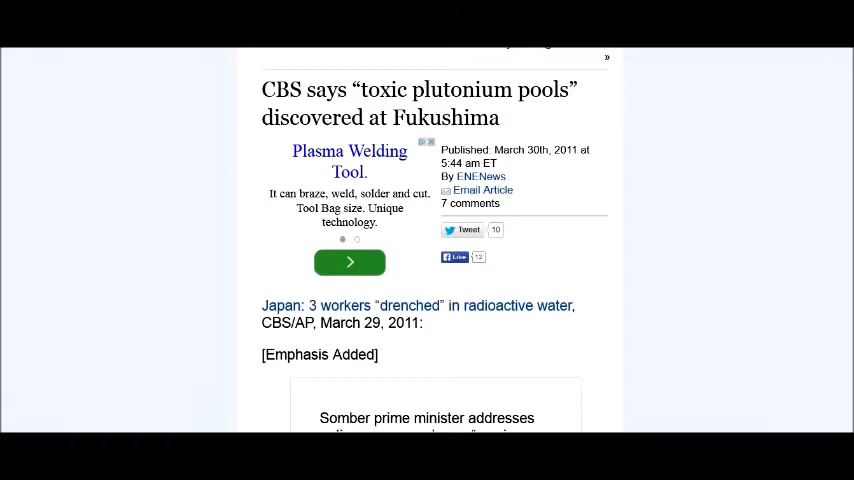 »
CBS says “toxic plutonium pools”
discovered at Fukushima
Plasma Welding
Tool.
It can braze, weld, solder and cut.
Tool Bag size. Unique
technology.
Published: March 30th, 2011 at
5:44 am ET
By ENENews
Email Article
7 comments
Tweet 10
Like 12
Japan: 3 workers “drenched” in radioactive water,
CBS/AP, March 29, 2011:
[Emphasis Added]
Somber prime minister addresses